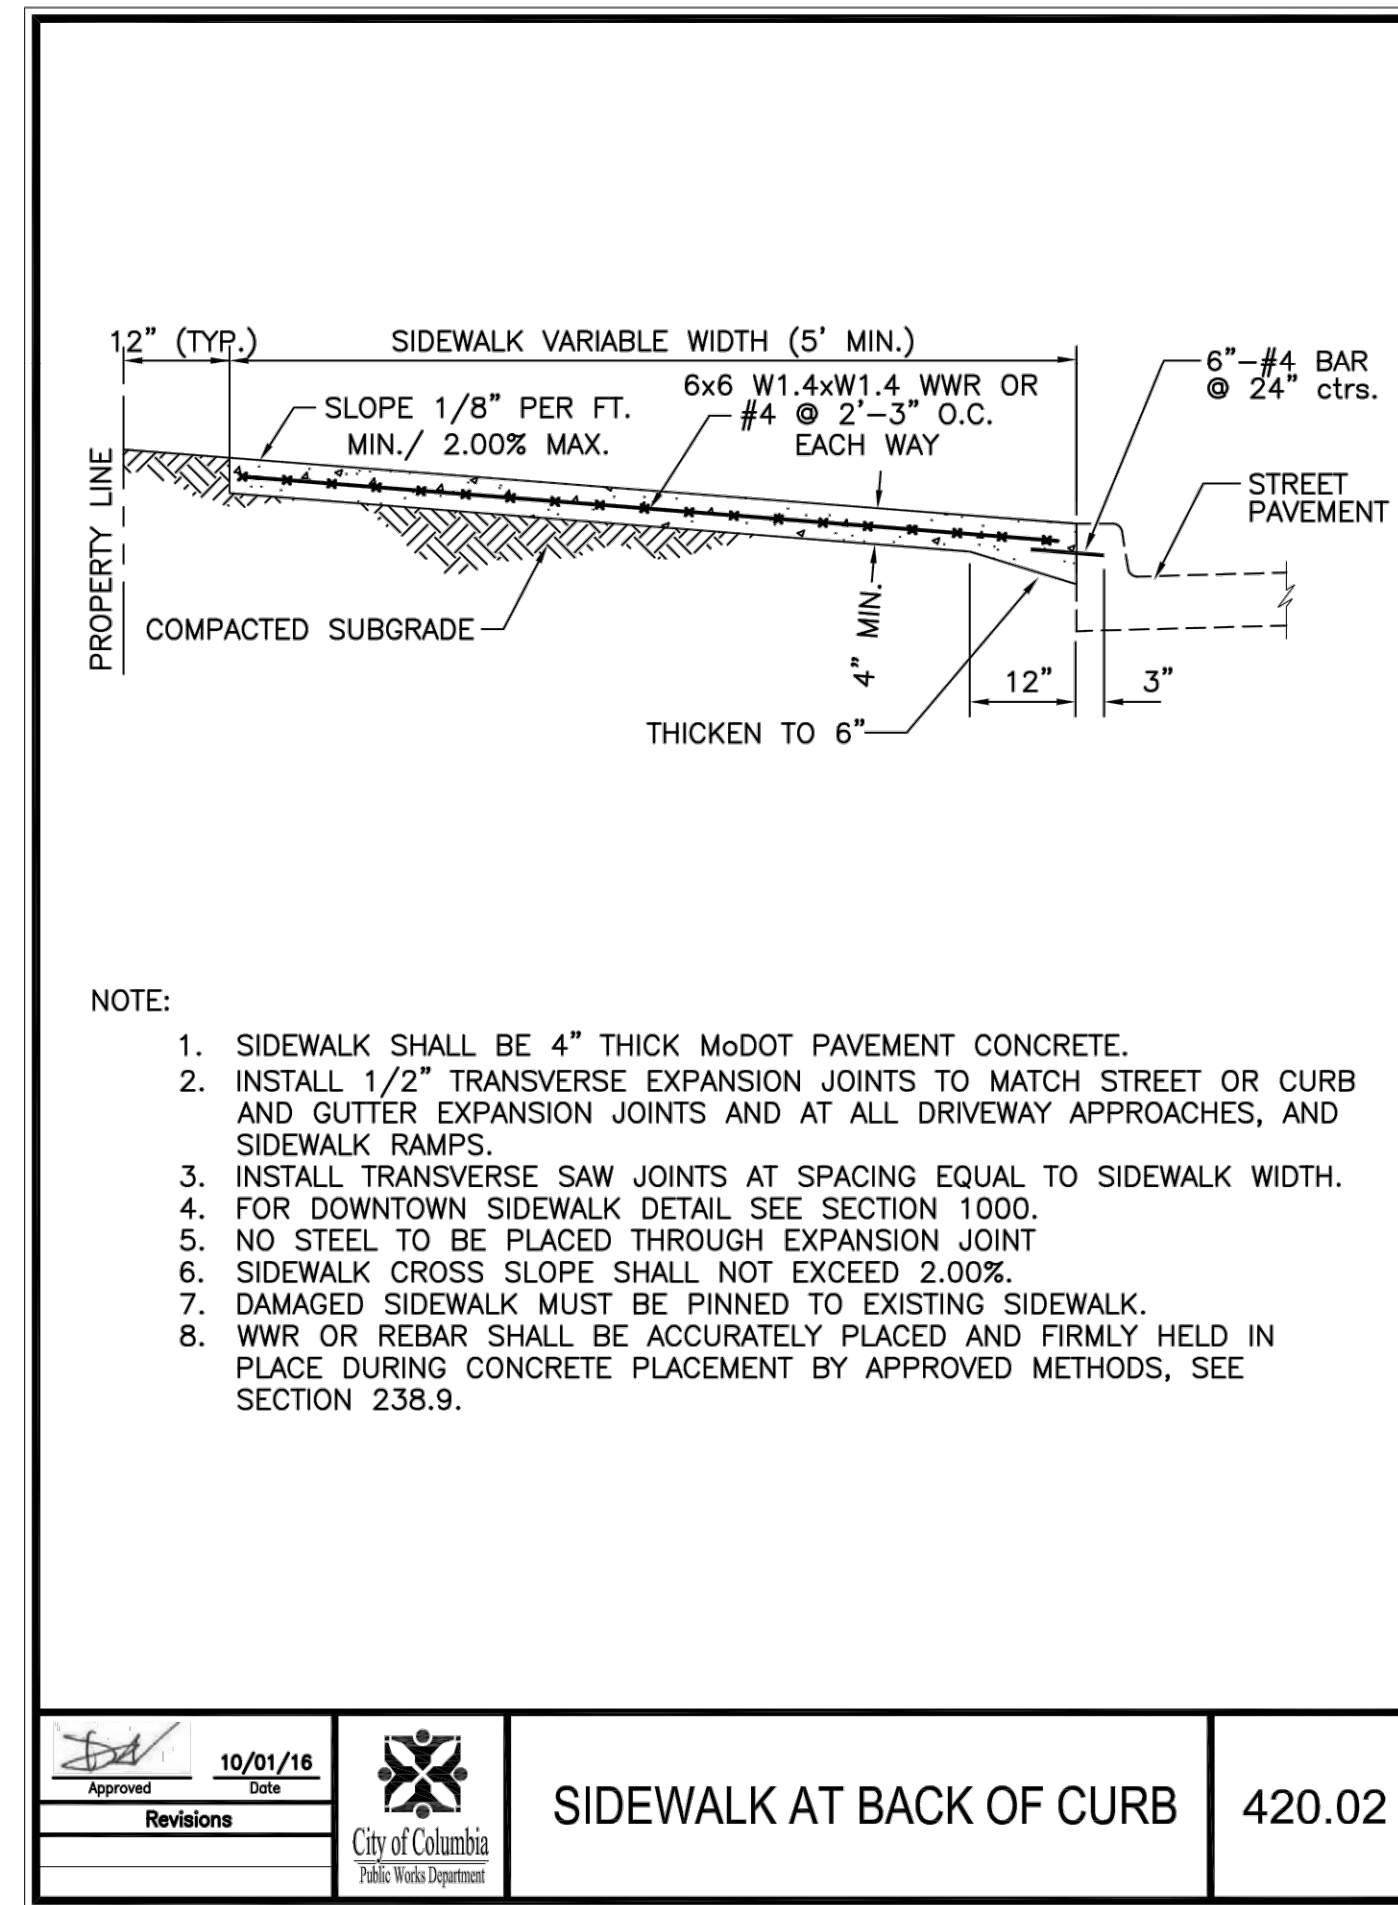 12” (TYP.)
SIDEWALK VARIABLE WIDTH (5’ MIN.)
6”–#4 BAR
@ 24” ctrs.
6x6 W1.4xW1.4 WWR OR
#4 @ 2’–3” O.C.
EACH WAY
SLOPE 1/8” PER FT.
MIN./ 2.00% MAX.
STREET
PAVEMENT
PROPERTY LINE
COMPACTED SUBGRADE
4” MIN.
12”
3”
THICKEN TO 6”
NOTE:
1. SIDEWALK SHALL BE 4” THICK MoDOT PAVEMENT CONCRETE.
2. INSTALL 1/2” TRANSVERSE EXPANSION JOINTS TO MATCH STREET OR CURB
AND GUTTER EXPANSION JOINTS AND AT ALL DRIVEWAY APPROACHES, AND
SIDEWALK RAMPS.
3. INSTALL TRANSVERSE SAW JOINTS AT SPACING EQUAL TO SIDEWALK WIDTH.
4. FOR DOWNTOWN SIDEWALK DETAIL SEE SECTION 1000.
5. NO STEEL TO BE PLACED THROUGH EXPANSION JOINT
6. SIDEWALK CROSS SLOPE SHALL NOT EXCEED 2.00%.
7. DAMAGED SIDEWALK MUST BE PINNED TO EXISTING SIDEWALK.
8. WWR OR REBAR SHALL BE ACCURATELY PLACED AND FIRMLY HELD IN
PLACE DURING CONCRETE PLACEMENT BY APPROVED METHODS, SEE
SECTION 238.9.
10/01/16
Approved
Date
Revisions
City of Columbia
Public Works Department
SIDEWALK AT BACK OF CURB
420.02